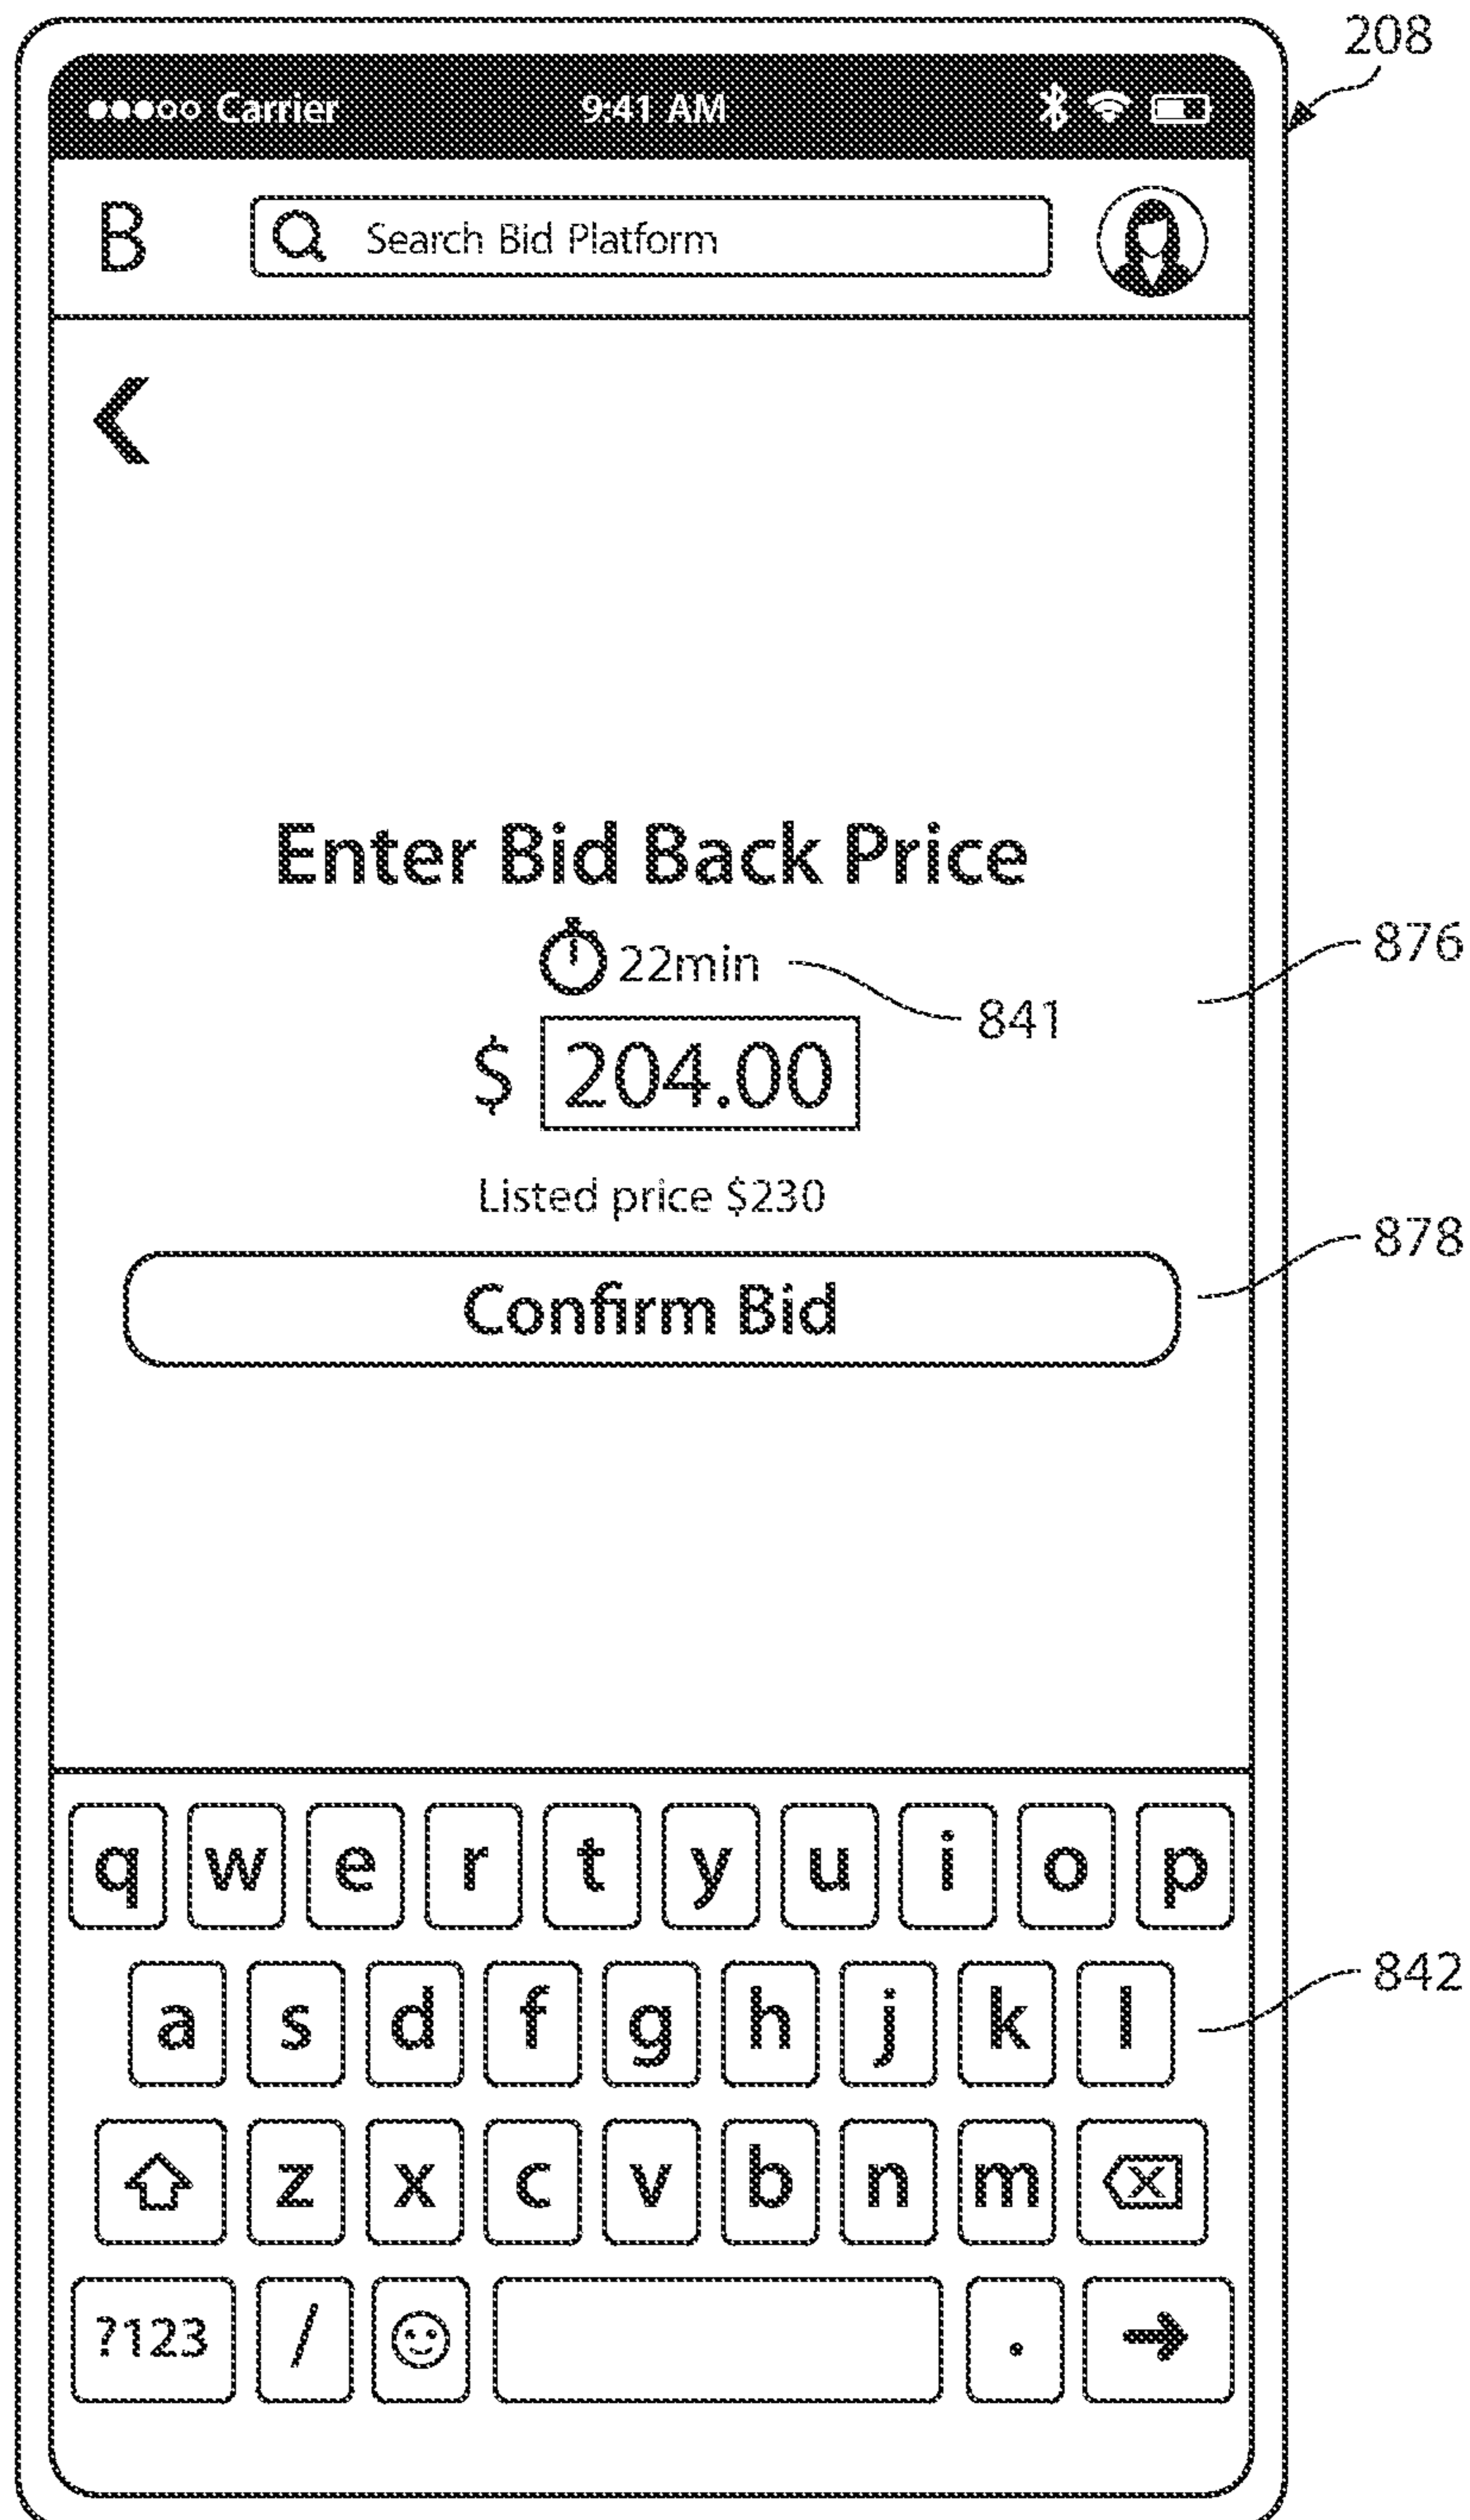 208
Carrier 9:41 AM
B Search Bid Platform
Enter Bid Back Price
876
22min
841
$ 204.00
Listed price $230
878
Confirm Bid
q w e r t y u i o p
842
a s d f g h j k l
z x c v b n m
?123 / .